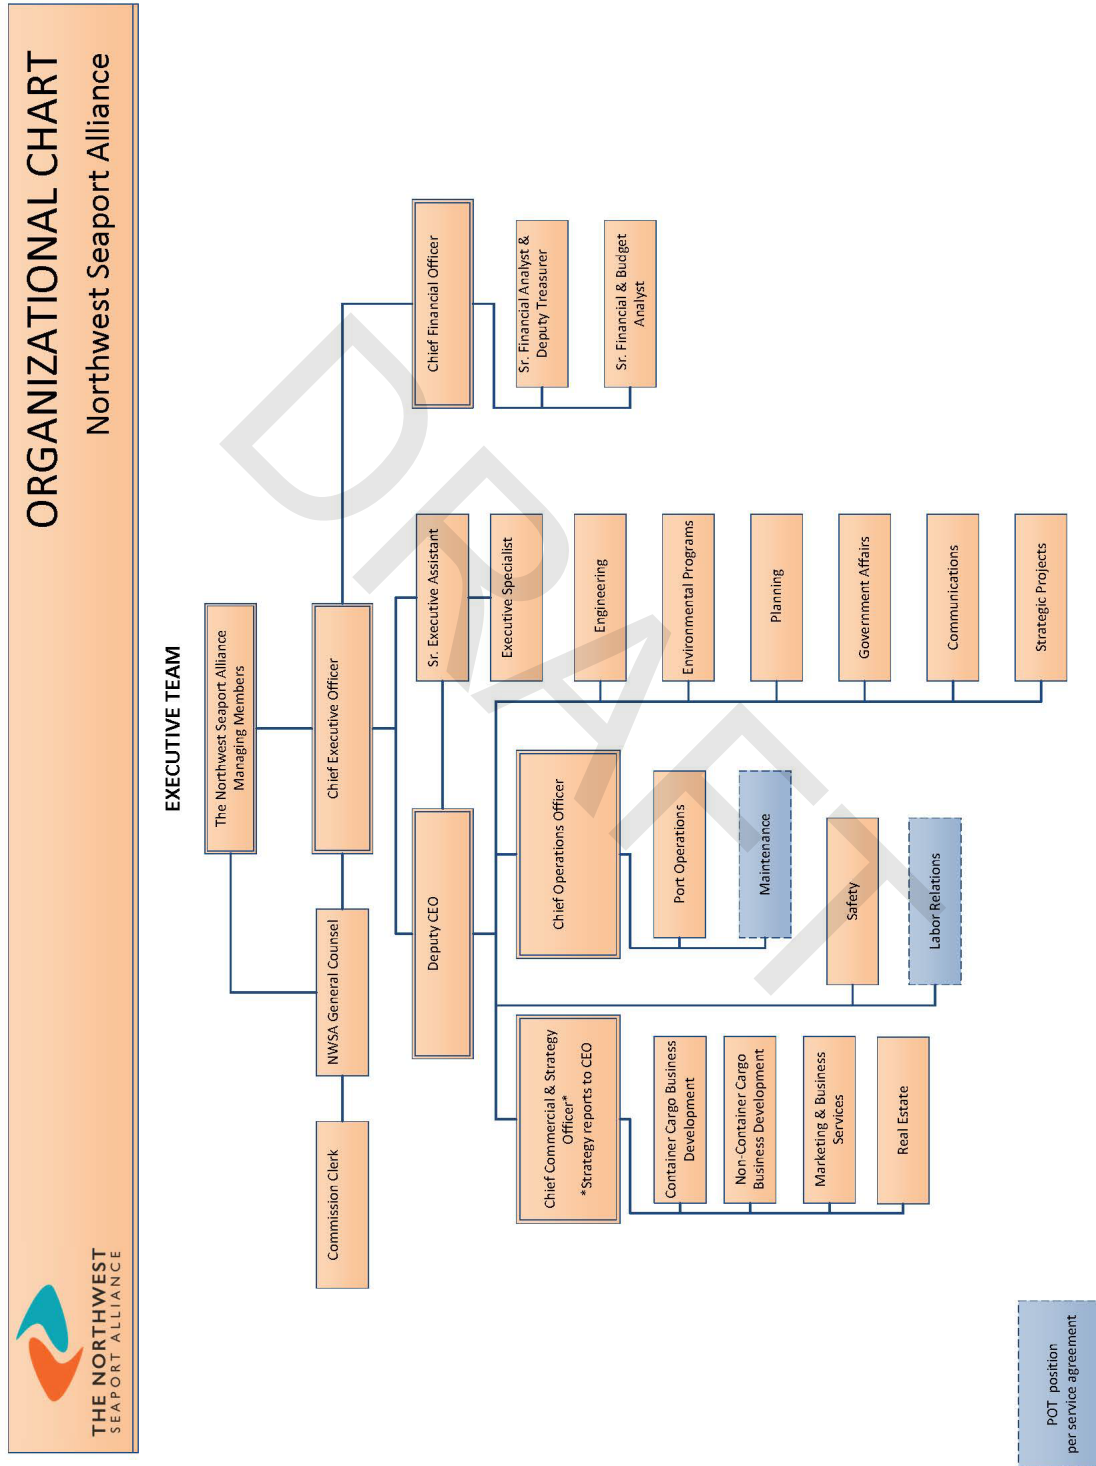 THE NORTHWEST
SEAPORT ALLIANCE
ORGANIZATIONAL CHART
Northwest Seaport Alliance
EXECUTIVE TEAM
The Northwest Seaport Alliance
Managing Members
Commission Clerk
NWSA General Counsel
Chief Executive Officer
Deputy CEO
Sr. Executive Assistant
Executive Specialist
Chief Financial Officer
Sr. Financial Analyst &
Deputy Treasurer
Sr. Financial & Budget
Analyst
Chief Commercial & Strategy
Officer*
*Strategy reports to CEO
Container Cargo Business
Development
Non-Container Cargo
Business Development
Marketing & Business
Services
Real Estate
Chief Operations Officer
Port Operations
Maintenance
Safety
Labor Relations
Engineering
Environmental Programs
Planning
Government Affairs
Communications
Strategic Projects
POT position
per service agreement
DRAFT